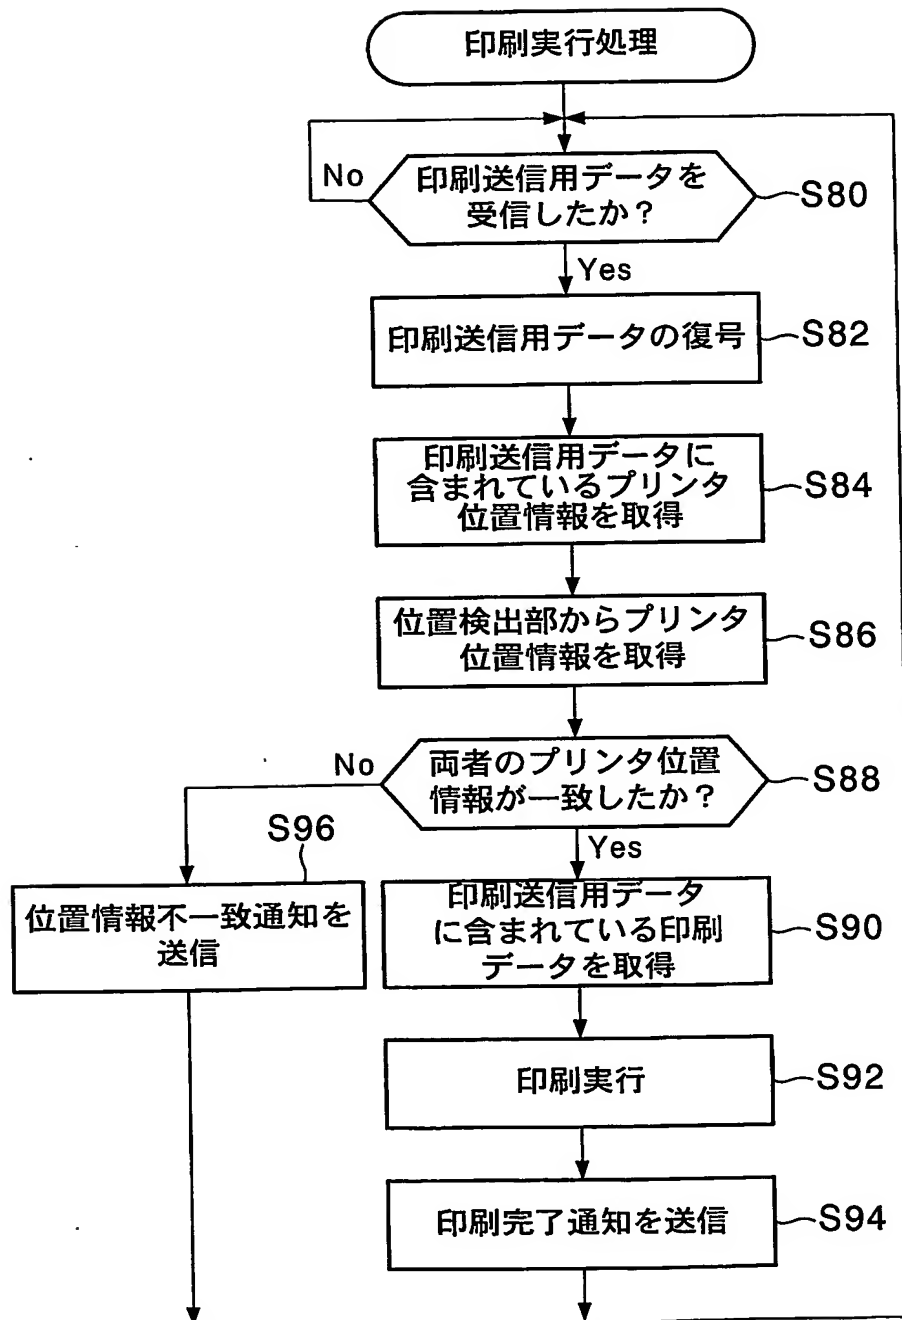 印刷実行処理
No
印刷送信用データを
受信したか？
S80
Yes
印刷送信用データの復号
S82
印刷送信用データに
含まれているプリンタ
位置情報を取得
S84
位置検出部からプリンタ
位置情報を取得
S86
No
両者のプリンタ位置
情報が一致したか？
S88
S96
Yes
位置情報不一致通知を
送信
印刷送信用データ
に含まれている印刷
データを取得
S90
印刷実行
S92
印刷完了通知を送信
S94